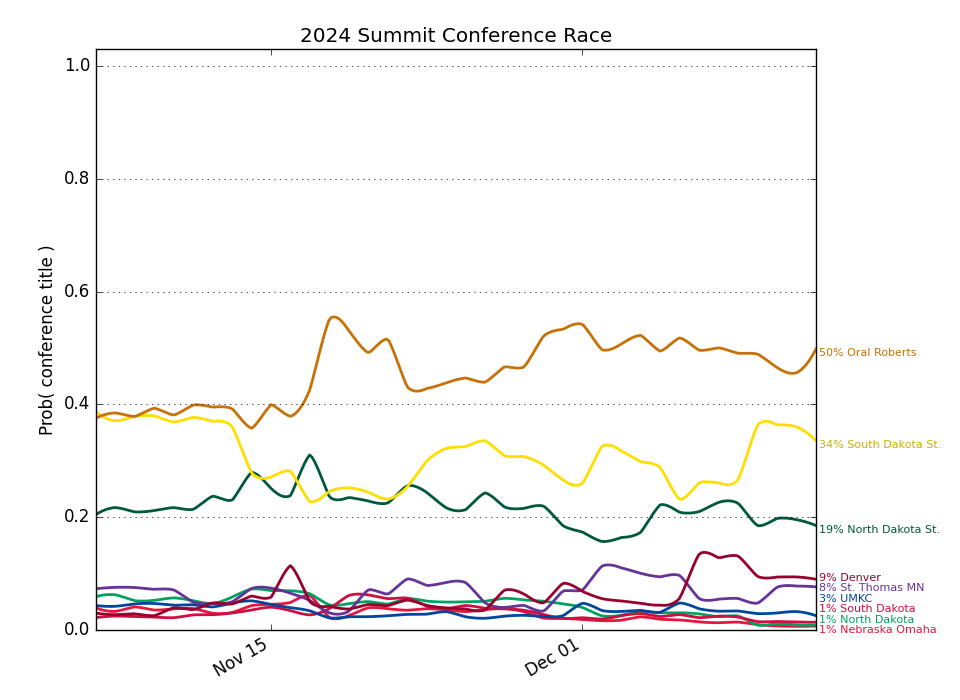 2024 Summit Conference Race
Prob( conference title )
1.0
0.8
0.6
0.4
0.2
0.0
Nov 15
Dec 01
50% Oral Roberts
34% South Dakota St.
19% North Dakota St.
9% Denver
8% St. Thomas MN
3% UMKC
1% South Dakota
1% North Dakota
1% Nebraska Omaha